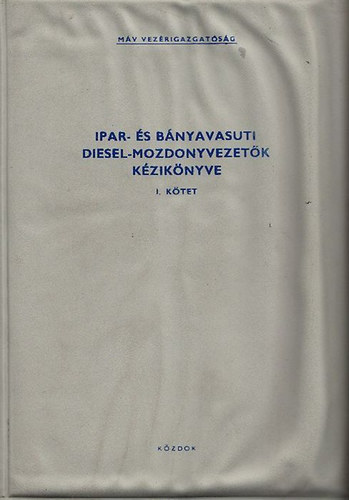 MÁV VEZÉRIGAZGATÓSÁG
IPAR- ÉS BÁNYAVASUTI
DIESEL-MOZDONYVEZETŐK
KÉZIKÖNYVE
I. KÖTET
KÖZDOK